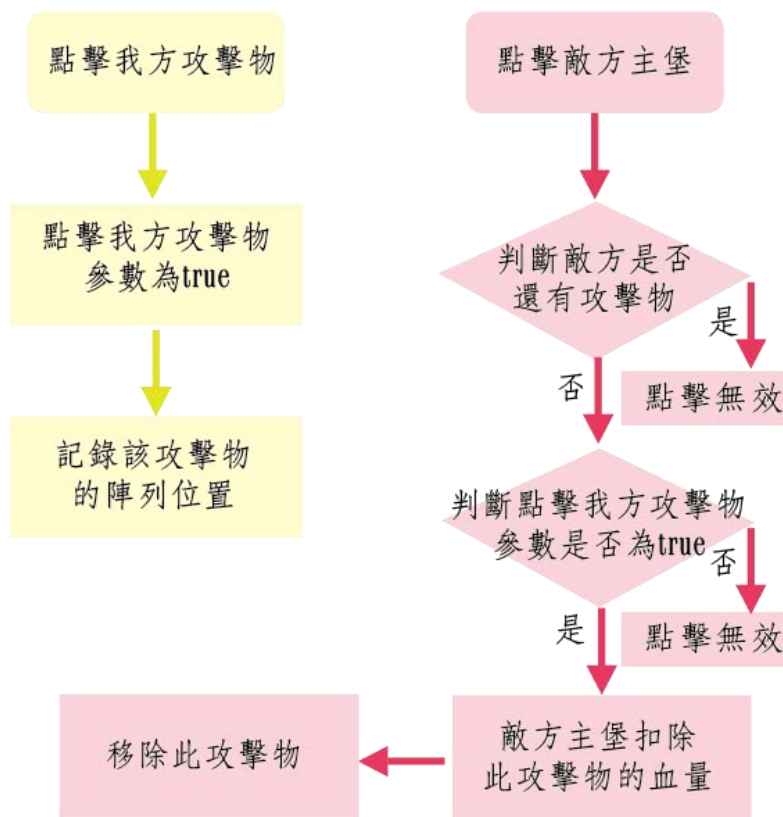 點擊我方攻擊物
點擊我方攻擊物
參數為true
記錄該攻擊物
的陣列位置
點擊敵方主堡
判斷敵方是否
還有攻擊物
是
否
點擊無效
判斷點擊我方攻擊物
參數是否為true
否
是
點擊無效
敵方主堡扣除
此攻擊物的血量
移除此攻擊物